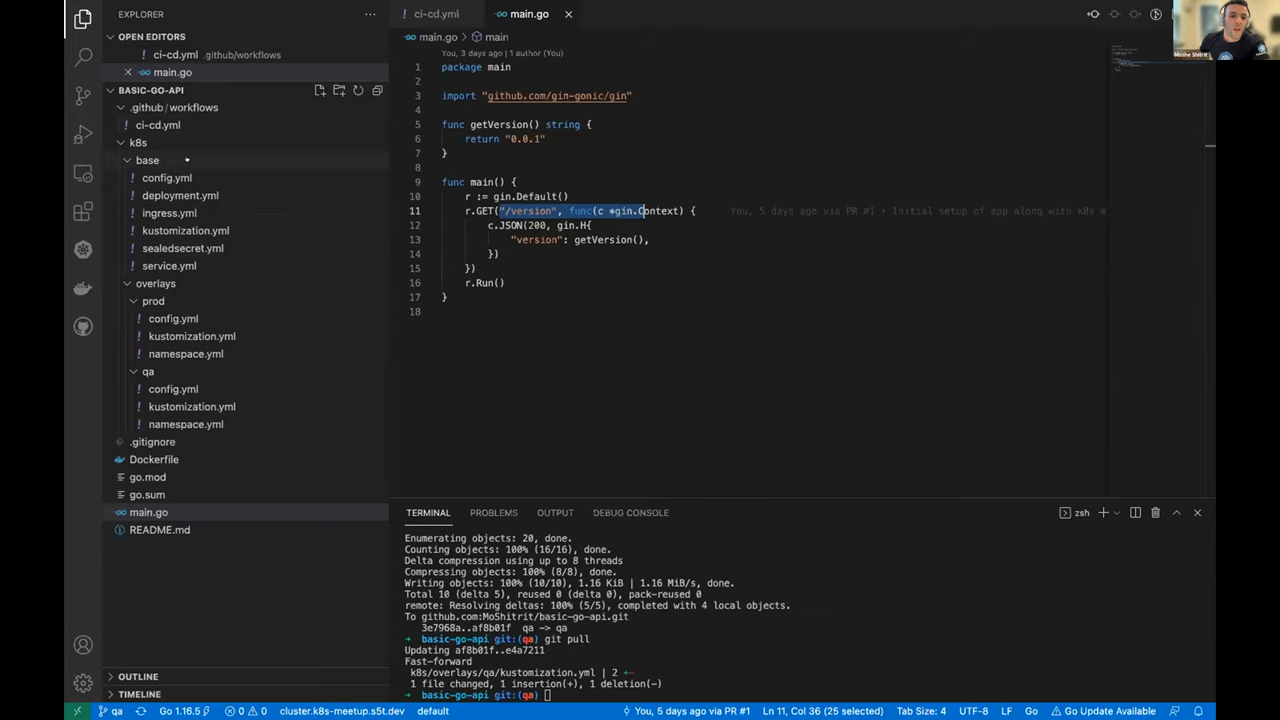 EXPLORER
OPEN EDITORS
ci-cd.yml .github/workflows
main.go
BASIC-GO-API
.github/workflows
ci-cd.yml
k8s
base
config.yml
deployment.yml
ingress.yml
kustomization.yml
sealedsecret.yml
service.yml
overlays
prod
config.yml
kustomization.yml
namespace.yml
qa
config.yml
kustomization.yml
namespace.yml
.gitignore
Dockerfile
go.mod
go.sum
main.go
README.md
OUTLINE
TIMELINE
ci-cd.yml
main.go
main.go > main
You, 3 days ago | 1 author (You)
1 package main
2
3 import "github.com/gin-gonic/gin"
4
5 func getVersion() string {
6 return "0.0.1"
7 }
8
9 func main() {
10 r := gin.Default()
11 r.GET("/version", func(c *gin.Context) { You, 5 days ago via PR #1 • Initial setup of app along with k8s m
12 c.JSON(200, gin.H{
13 "version": getVersion(),
14 })
15 })
16 r.Run()
17 }
18
Moshe Shitrit
TERMINAL PROBLEMS OUTPUT DEBUG CONSOLE
zsh
Enumerating objects: 20, done.
Counting objects: 100% (16/16), done.
Delta compression using up to 8 threads
Compressing objects: 100% (8/8), done.
Writing objects: 100% (10/10), 1.16 KiB | 1.16 MiB/s, done.
Total 10 (delta 5), reused 0 (delta 0), pack-reused 0
remote: Resolving deltas: 100% (5/5), completed with 4 local objects.
To github.com:MoShitrit/basic-go-api.git
3e7968a..af8b01f qa -> qa
→ basic-go-api git:(qa) git pull
Updating af8b01f..e4a7211
Fast-forward
k8s/overlays/qa/kustomization.yml | 2 +-
1 file changed, 1 insertion(+), 1 deletion(-)
→ basic-go-api git:(qa)
qa Go 1.16.5 0 0 cluster.k8s-meetup.s5t.dev default You, 5 days ago via PR #1 Ln 11, Col 36 (25 selected) Tab Size: 4 UTF-8 LF Go Go Update Available